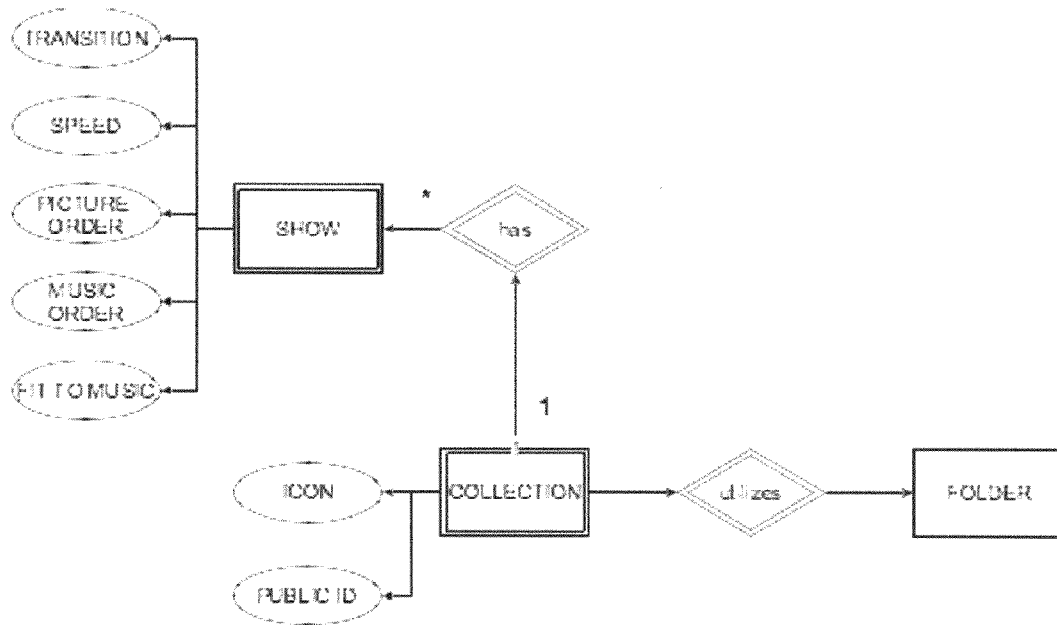 TRANSITION
SPEED
PICTURE
ORDER
SHOW
*
has
MUSIC
ORDER
FIT TO MUSIC
1
ICON
COLLECTION
utilizes
FOLDER
PUBLIC ID